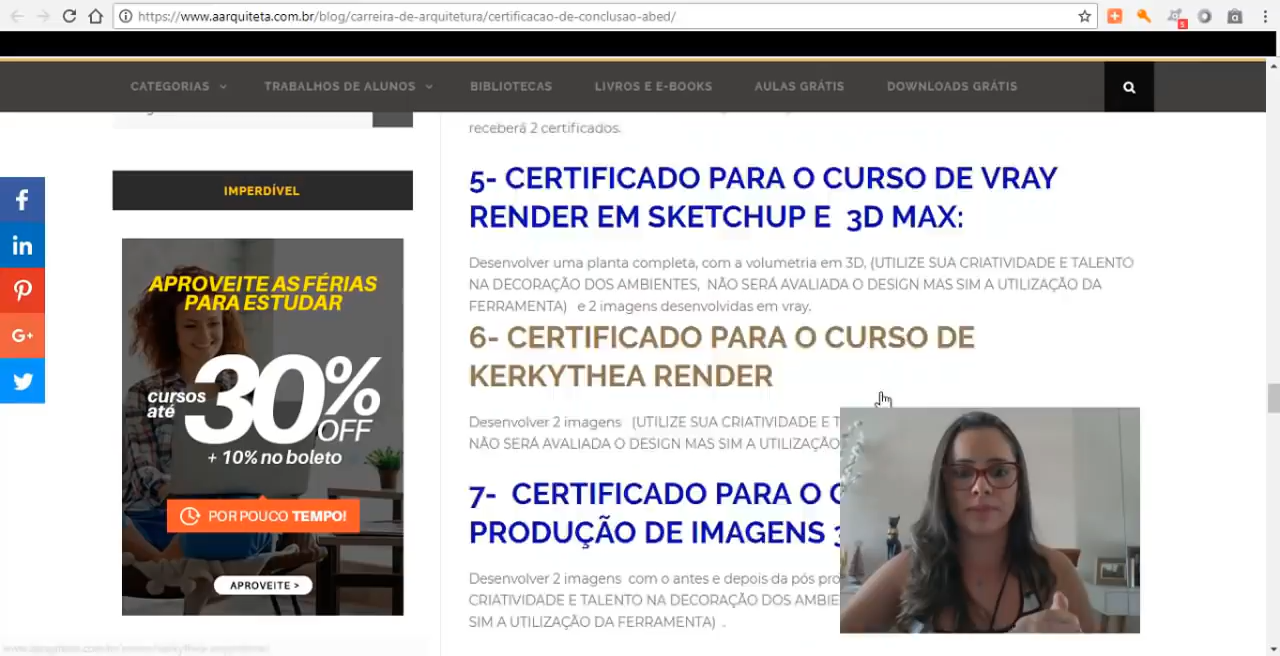 https://www.aarquiteta.com.br/blog/carreira-de-arquitetura/certificacao-de-conclusao-abed/
CATEGORIAS
TRABALHOS DE ALUNOS
BIBLIOTECAS
LIVROS E E-BOOKS
AULAS GRÁTIS
DOWNLOADS GRÁTIS
receberá 2 certificados.
IMPERDÍVEL
APROVEITE AS FÉRIAS
PARA ESTUDAR
cursos
até
30%
OFF
+ 10% no boleto
POR POUCO TEMPO!
APROVEITE >
5- CERTIFICADO PARA O CURSO DE VRAY
RENDER EM SKETCHUP E 3D MAX:
Desenvolver uma planta completa, com a volumetria em 3D, (UTILIZE SUA CRIATIVIDADE E TALENTO
NA DECORAÇÃO DOS AMBIENTES, NÃO SERÁ AVALIADA O DESIGN MAS SIM A UTILIZAÇÃO DA
FERRAMENTA) e 2 imagens desenvolvidas em vray.
6- CERTIFICADO PARA O CURSO DE
KERKYTHEA RENDER
Desenvolver 2 imagens (UTILIZE SUA CRIATIVIDADE E T
NÃO SERÁ AVALIADA O DESIGN MAS SIM A UTILIZAÇÃO
7- CERTIFICADO PARA O
PRODUÇÃO DE IMAGENS
Desenvolver 2 imagens com o antes e depois da pós pro
CRIATIVIDADE E TALENTO NA DECORAÇÃO DOS AMBIE
SIM A UTILIZAÇÃO DA FERRAMENTA) .